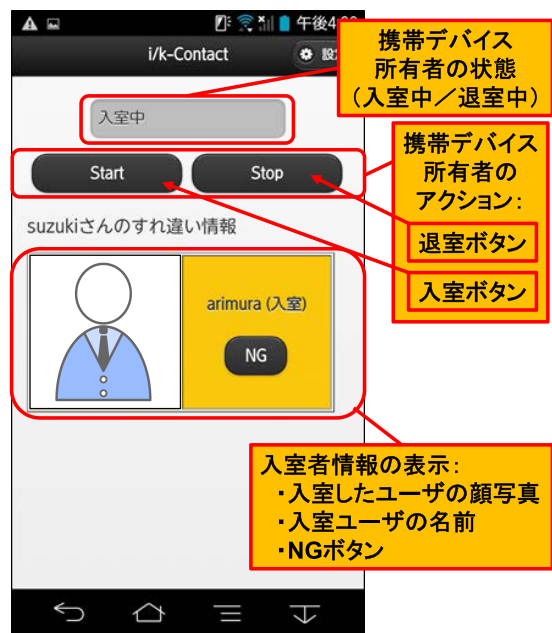 午後4
i/k-Contact
設
入室中
Start
Stop
suzukiさんのすれ違い情報
arimura (入室)
NG
携帯デバイス
所有者の状態
(入室中/退室中)
携帯デバイス
所有者の
アクション:
退室ボタン
入室ボタン
入室者情報の表示:
・入室したユーザの顔写真
・入室ユーザの名前
・NGボタン